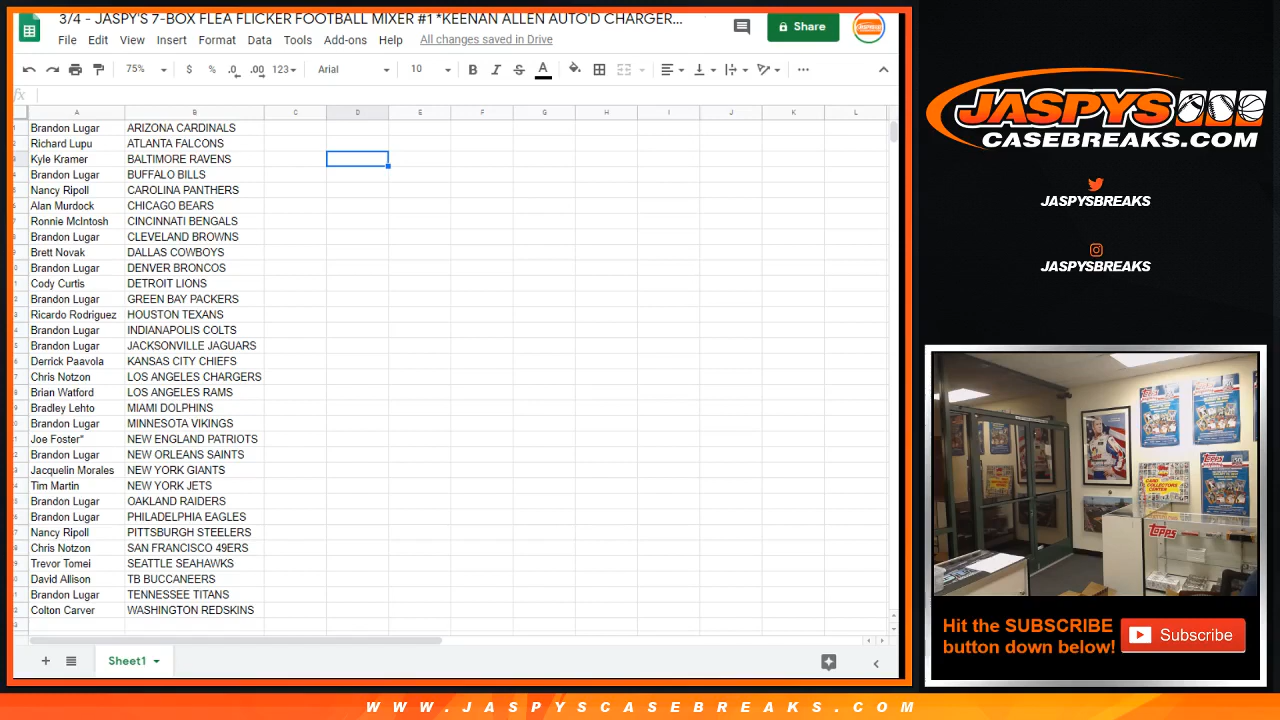 3/4 - JASPY'S 7-BOX FLEA FLICKER FOOTBALL MIXER #1 *KEENAN ALLEN AUTO'D CHARGER...
Share
File Edit View Insert Format Data Tools Add-ons Help All changes saved in Drive
75% $ % .0 .00 123 Arial 10 B I S A
fx
A B C D E F G H I J K L
Brandon Lugar ARIZONA CARDINALS
Richard Lupu ATLANTA FALCONS
Kyle Kramer BALTIMORE RAVENS
Brandon Lugar BUFFALO BILLS
Nancy Ripoll CAROLINA PANTHERS
Alan Murdock CHICAGO BEARS
Ronnie McIntosh CINCINNATI BENGALS
Brandon Lugar CLEVELAND BROWNS
Brett Novak DALLAS COWBOYS
Brandon Lugar DENVER BRONCOS
Cody Curtis DETROIT LIONS
Brandon Lugar GREEN BAY PACKERS
Ricardo Rodriguez HOUSTON TEXANS
Brandon Lugar INDIANAPOLIS COLTS
Brandon Lugar JACKSONVILLE JAGUARS
Derrick Paavola KANSAS CITY CHIEFS
Chris Notzon LOS ANGELES CHARGERS
Brian Watford LOS ANGELES RAMS
Bradley Lehto MIAMI DOLPHINS
Brandon Lugar MINNESOTA VIKINGS
Joe Foster" NEW ENGLAND PATRIOTS
Brandon Lugar NEW ORLEANS SAINTS
Jacquelin Morales NEW YORK GIANTS
Tim Martin NEW YORK JETS
Brandon Lugar OAKLAND RAIDERS
Brandon Lugar PHILADELPHIA EAGLES
Nancy Ripoll PITTSBURGH STEELERS
Chris Notzon SAN FRANCISCO 49ERS
Trevor Tomei SEATTLE SEAHAWKS
David Allison TB BUCCANEERS
Brandon Lugar TENNESSEE TITANS
Colton Carver WASHINGTON REDSKINS
Sheet1
JASPYS
CASEBREAKS.COM
JASPYSBREAKS
JASPYSBREAKS
Topps
Hit the SUBSCRIBE
button down below!
Subscribe
WWW.JASPYSCASEBREAKS.COM